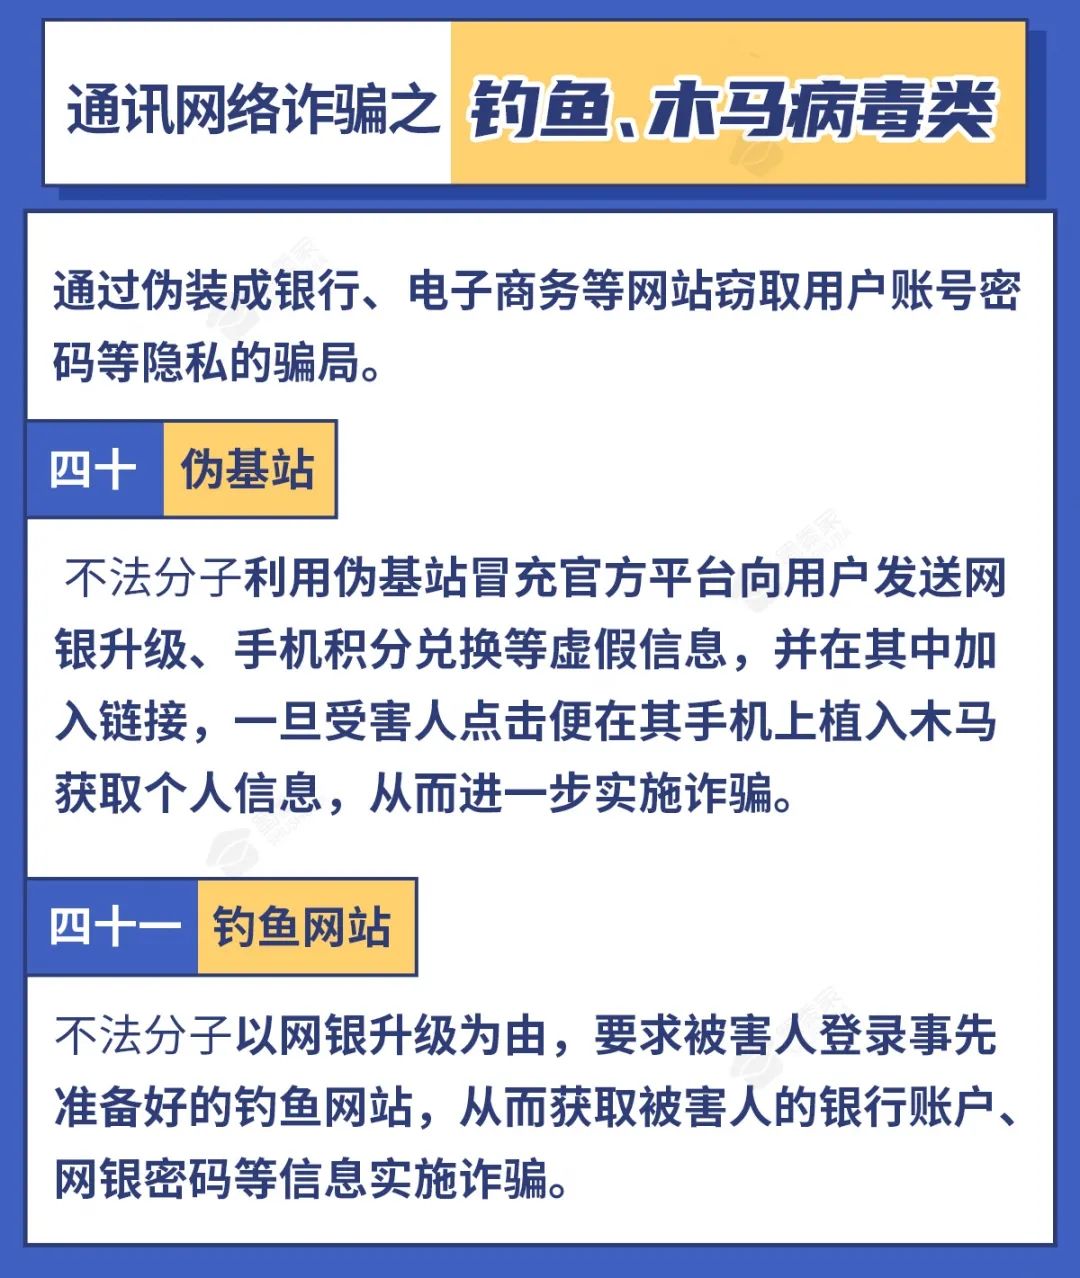 通讯网络诈骗之 钓鱼、木马病毒类
通过伪装成银行、电子商务等网站窃取用户账号密
码等隐私的骗局。
四十 伪基站
不法分子利用伪基站冒充官方平台向用户发送网
银升级、手机积分兑换等虚假信息，并在其中加
入链接，一旦受害人点击便在其手机上植入木马
获取个人信息，从而进一步实施诈骗。
四十一 钓鱼网站
不法分子以网银升级为由，要求被害人登录事先
准备好的钓鱼网站，从而获取被害人的银行账户、
网银密码等信息实施诈骗。